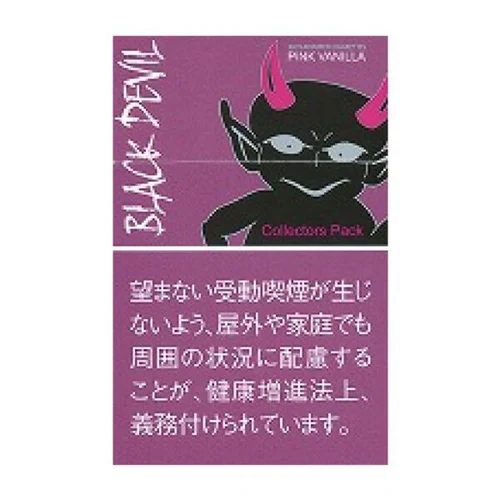 BLACK DEVIL
PINK VANILLA
Collectors Pack
望まない受動喫煙が生じ
ないよう、屋外や家庭でも
周囲の状況に配慮する
ことが、健康増進法上、
義務付けられています。